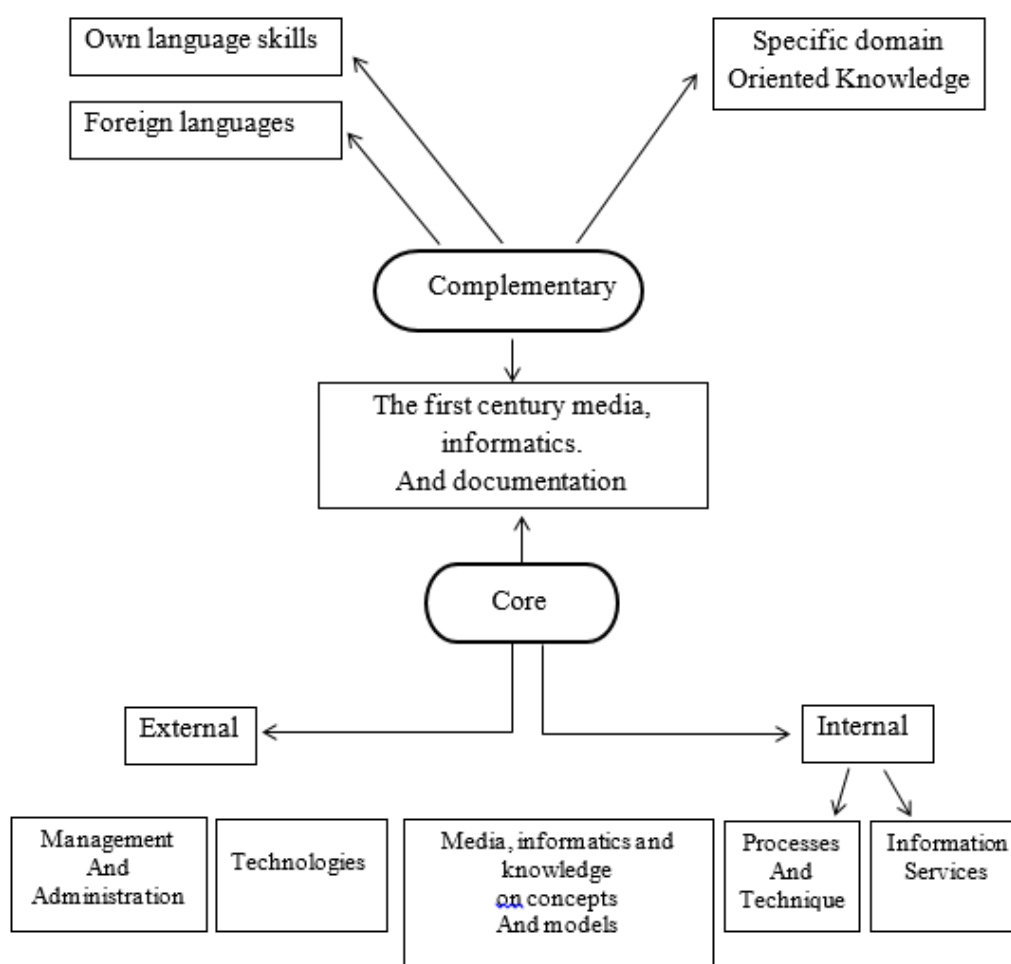 Own language skills
Specific domain
Oriented Knowledge
Foreign languages
Complementary
The first century media,
informatics.
And documentation
Core
External
Internal
Management
And
Administration
Technologies
Media, informatics and
knowledge
on concepts
And models
Processes
And
Technique
Information
Services